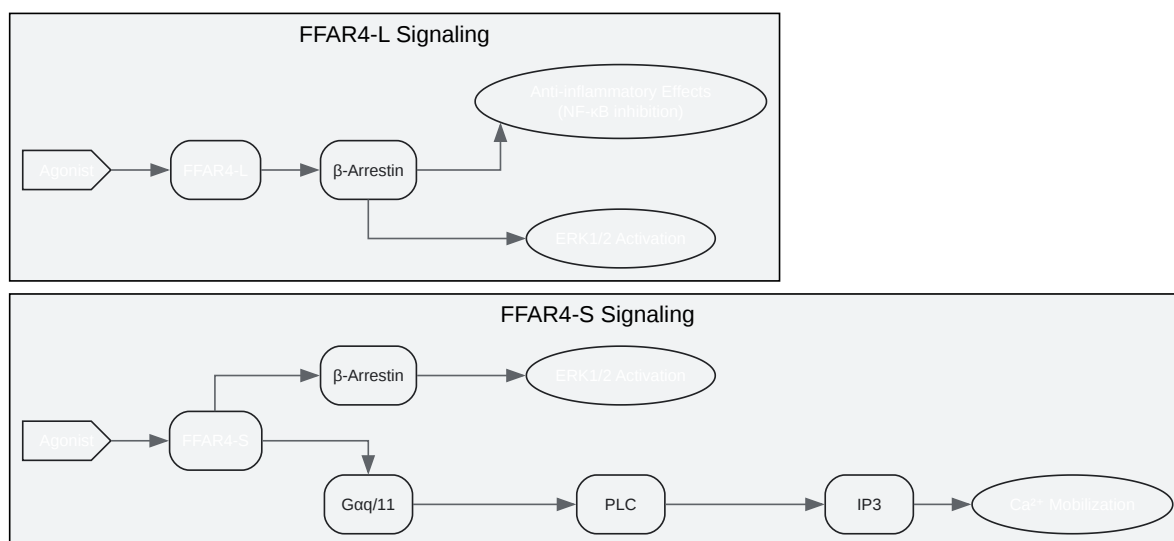 FFAR4-L Signaling
Anti-inflammatory Effects
(NF-κB inhibition)
Agonist
FFAR4-L
β-Arrestin
ERK1/2 Activation
FFAR4-S Signaling
β-Arrestin
ERK1/2 Activation
Agonist
FFAR4-S
Gαq/11
PLC
IP3
Ca²⁺ Mobilization